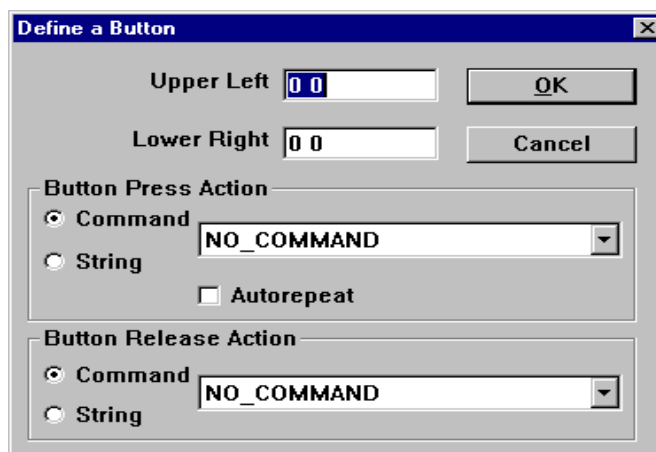 Define a Button
Upper Left 0 0 OK
Lower Right 0 0 Cancel
Button Press Action
Command
NO_COMMAND
String
Autorepeat
Button Release Action
Command
NO_COMMAND
String